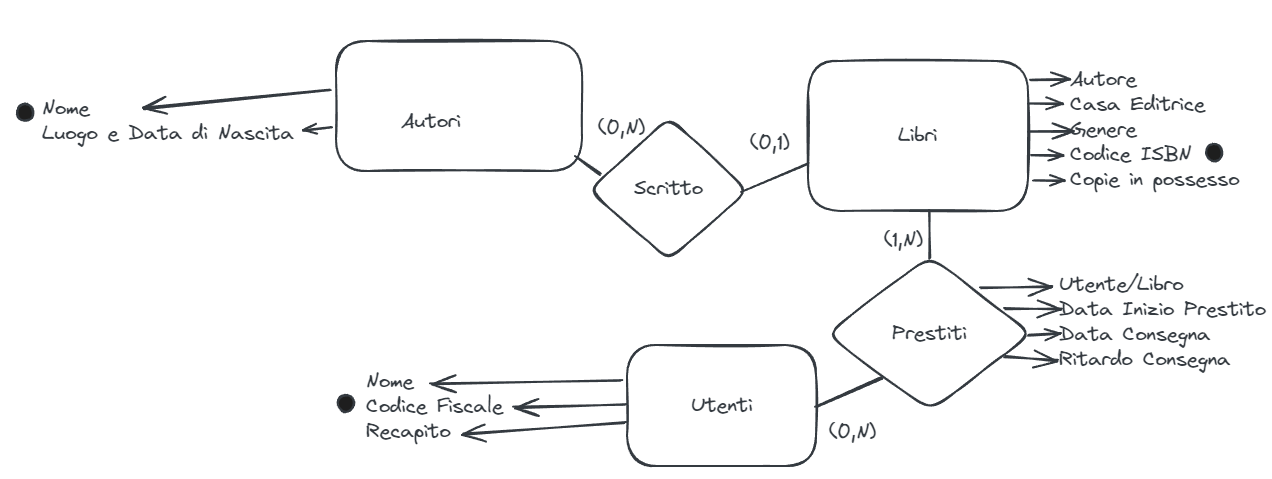 Autori
Nome
Luogo e Data di Nascita
(0,N)
Scritto
(0,1)
Libri
Autore
Casa Editrice
Genere
Codice ISBN
Copie in possesso
(1,N)
Prestiti
Utente/Libro
Data Inizio Prestito
Data Consegna
Ritardo Consegna
(0,N)
Utenti
Nome
Codice Fiscale
Recapito